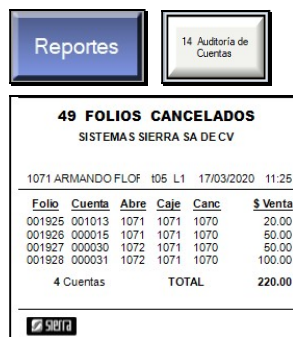 Reportes
14 Auditoría de
Cuentas
49 FOLIOS CANCELADOS
SISTEMAS SIERRA SA DE CV
1071 ARMANDO FLOF t05 L1 17/03/2020 11:25
Folio Cuenta Abre Caje Canc $ Venta
001925 001013 1071 1071 1070 20.00
001926 000015 1071 1071 1070 50.00
001927 000030 1072 1071 1070 50.00
001928 000031 1072 1071 1070 100.00
4 Cuentas TOTAL 220.00
sierra